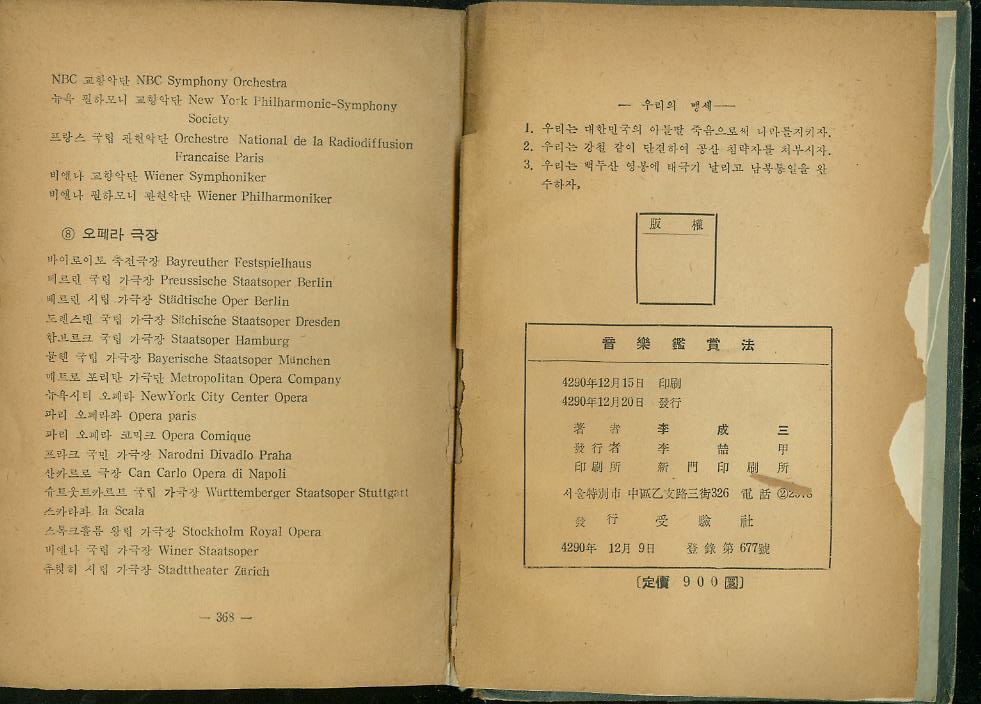 NBC 교향악단 NBC Symphony Orchestra
뉴욕 필하모니 교향악단 New York Philharmonic-Symphony
Society
프랑스 국립 관현악단 Orchestre National de la Radiodiffusion
Francaise Paris
비엔나 교향악단 Wiener Symphoniker
비엔나 필하모니 관현악단 Wiener Philharmoniker
⑧ 오페라 극장
바이로이트 축전극장 Bayreuther Festspielhaus
베르린 국립 가극장 Preussische Staatsoper Berlin
베르린 시립 가극장 Städtische Oper Berlin
도렌스덴 국립 가극장 Sächische Staatsoper Dresden
함브르크 국립 가극장 Staatsoper Hamburg
뮨헨 국립 가극장 Bayerische Staatsoper München
메트로 포리탄 가극단 Metropolitan Opera Company
뉴욕시티 오페라 NewYork City Center Opera
파리 오페라좌 Opera paris
파리 오페라 코믹크 Opera Comique
프라크 국민 가극장 Narodni Divadlo Praha
산카르로 극장 Can Carlo Opera di Napoli
슈트웃트카르트 국립 가극장 Württemberger Staatsoper Stuttgart
스카라좌 la Scala
스톡크홀름 왕립 가극장 Stockholm Royal Opera
비엔나 국립 가극장 Winer Staatsoper
츄릿히 시립 가극장 Stadttheater Zürich
— 368 —
— 우리의 맹세 —
1. 우리는 대한민국의 아들딸 죽음으로써 나라를지키자.
2. 우리는 강철 같이 단결하여 공산 침략자를 처부시자.
3. 우리는 백두산 영봉에 태극기 날리고 남북통일을 완
수하자,
版 權
音樂鑑賞法
4290年12月15日 印刷
4290年12月20日 發行
著者 李成三
發行者 李喆甲
印刷所 新門印刷所
서울特別市 中區乙支路三街326 電話②
發行 受驗社
4290年 12月9日 登錄第677號
〔定價 900圜〕